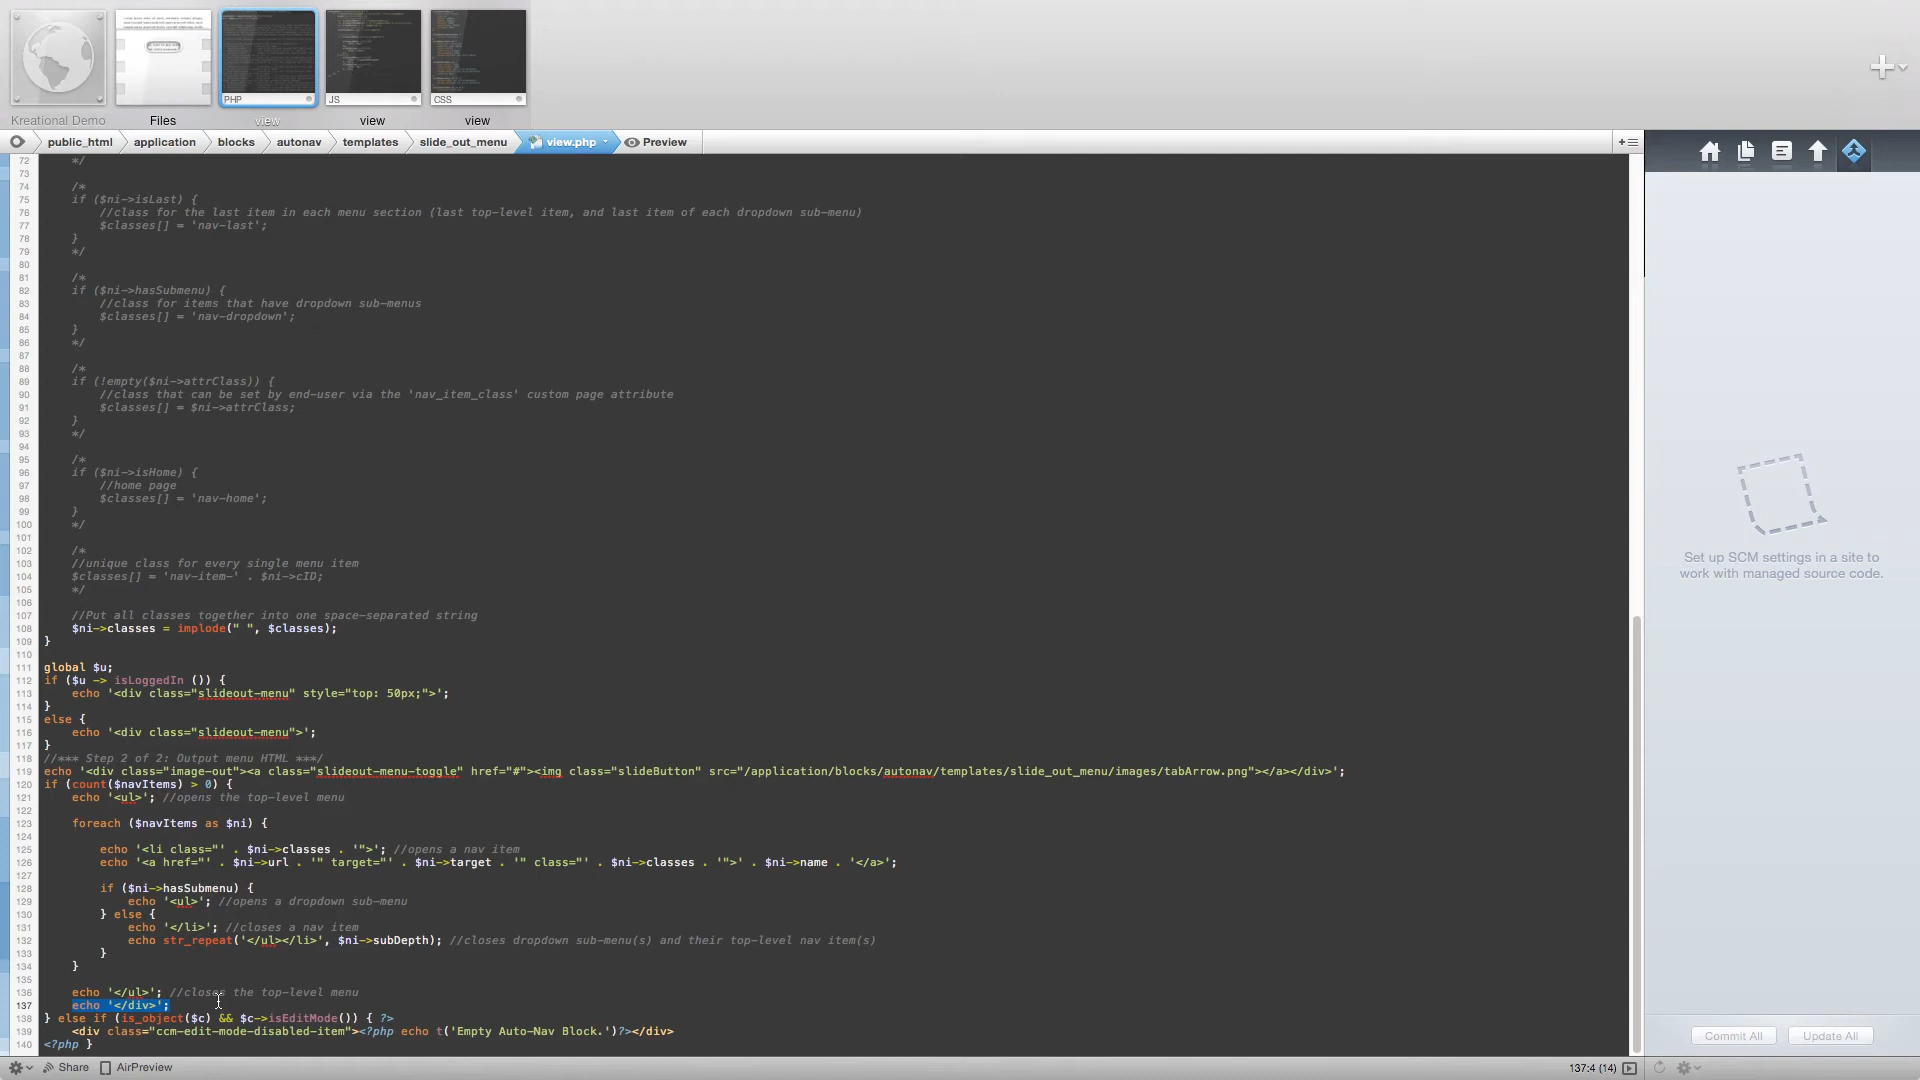 PHP
JS
CSS
Kreational Demo
Files
view
view
view
public_html
application
blocks
autonav
templates
slide_out_menu
view.php
Preview
72 */
73
74 /*
75 if ($ni->isLast) {
76 //class for the last item in each menu section (last top-level item, and last item of each dropdown sub-menu)
77 $classes[] = 'nav-last';
78 }
79 */
80
81 /*
82 if ($ni->hasSubmenu) {
83 //class for items that have dropdown sub-menus
84 $classes[] = 'nav-dropdown';
85 }
86 */
87
88 /*
89 if (!empty($ni->attrClass)) {
90 //class that can be set by end-user via the 'nav_item_class' custom page attribute
91 $classes[] = $ni->attrClass;
92 }
93 */
94
95 /*
96 if ($ni->isHome) {
97 //home page
98 $classes[] = 'nav-home';
99 }
100 */
101
102 /*
103 //unique class for every single menu item
104 $classes[] = 'nav-item-' . $ni->cID;
105 */
106
107 //Put all classes together into one space-separated string
108 $ni->classes = implode(" ", $classes);
109 }
110
111 global $u;
112 if ($u -> isLoggedIn ()) {
113 echo '<div class="slideout-menu" style="top: 50px;">';
114 }
115 else {
116 echo '<div class="slideout-menu">';
117 }
118 //*** Step 2 of 2: Output menu HTML ***/
119 echo '<div class="image-out"><a class="slideout-menu-toggle" href="#"><img class="slideButton" src="/application/blocks/autonav/templates/slide_out_menu/images/tabArrow.png"></a></div>';
120 if (count($navItems) > 0) {
121 echo '<ul>'; //opens the top-level menu
122
123 foreach ($navItems as $ni) {
124
125 echo '<li class="' . $ni->classes . '">'; //opens a nav item
126 echo '<a href="' . $ni->url . '" target="' . $ni->target . '" class="' . $ni->classes . '">' . $ni->name . '</a>';
127
128 if ($ni->hasSubmenu) {
129 echo '<ul>'; //opens a dropdown sub-menu
130 } else {
131 echo '</li>'; //closes a nav item
132 echo str_repeat('</ul></li>', $ni->subDepth); //closes dropdown sub-menu(s) and their top-level nav item(s)
133 }
134 }
135
136 echo '</ul>'; //closes the top-level menu
137 echo '</div>';
138 } else if (is_object($c) && $c->isEditMode()) { ?>
139 <div class="ccm-edit-mode-disabled-item"><?php echo t('Empty Auto-Nav Block.')?></div>
140 <?php }
Set up SCM settings in a site to
work with managed source code.
Commit All
Update All
Share
AirPreview
137:4 (14)